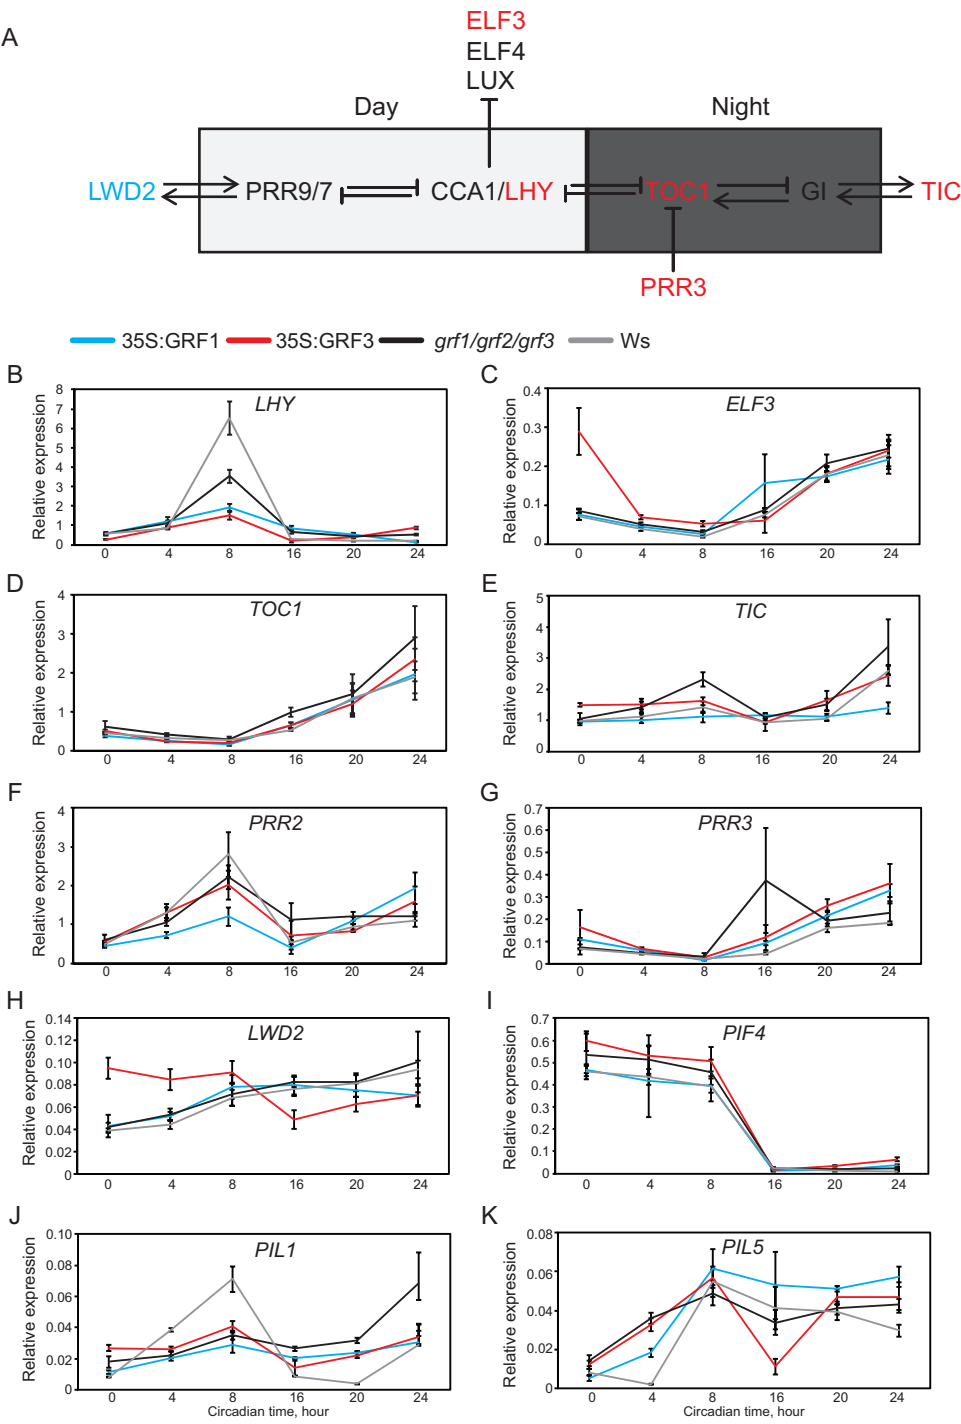 A
ELF3
ELF4
LUX
Day
Night
LWD2
PRR9/7
CCA1/LHY
TOC1
GI
TIC
PRR3
35S:GRF1
35S:GRF3
grf1/grf2/grf3
Ws
B
LHY
Relative expression
8
7
6
5
4
3
2
1
0
0 4 8 16 20 24
C
ELF3
Relative expression
0.4
0.3
0.2
0.1
0
0 4 8 16 20 24
D
TOC1
Relative expression
4
3
2
1
0
0 4 8 16 20 24
E
TIC
Relative expression
5
4
3
2
1
0
0 4 8 16 20 24
F
PRR2
Relative expression
4
3
2
1
0
0 4 8 16 20 24
G
PRR3
Relative expression
0.7
0.6
0.5
0.4
0.3
0.2
0.1
0
0 4 8 16 20 24
H
LWD2
Relative expression
0.14
0.12
0.10
0.08
0.06
0.04
0.02
0
0 4 8 16 20 24
I
PIF4
Relative expression
0.7
0.6
0.5
0.4
0.3
0.2
0.1
0
0 4 8 16 20 24
J
PIL1
Relative expression
0.10
0.08
0.06
0.04
0.02
0
0 4 8 16 20 24
Circadian time, hour
K
PIL5
Relative expression
0.08
0.06
0.04
0.02
0
0 4 8 16 20 24
Circadian time, hour